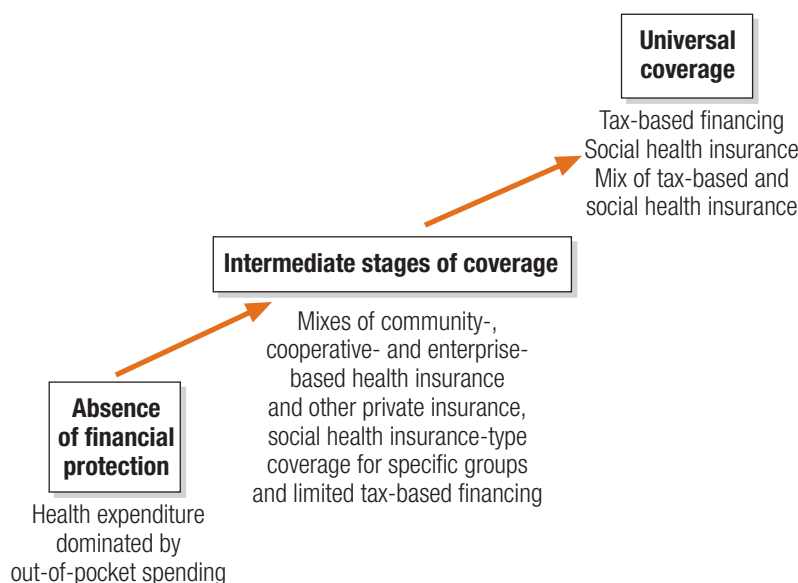 Universal
coverage
Tax-based financing
Social health insurance
Mix of tax-based and
social health insurance
Intermediate stages of coverage
Mixes of community-,
cooperative- and enterprise-
based health insurance
and other private insurance,
social health insurance-type
coverage for specific groups
and limited tax-based financing
Absence
of financial
protection
Health expenditure
dominated by
out-of-pocket spending